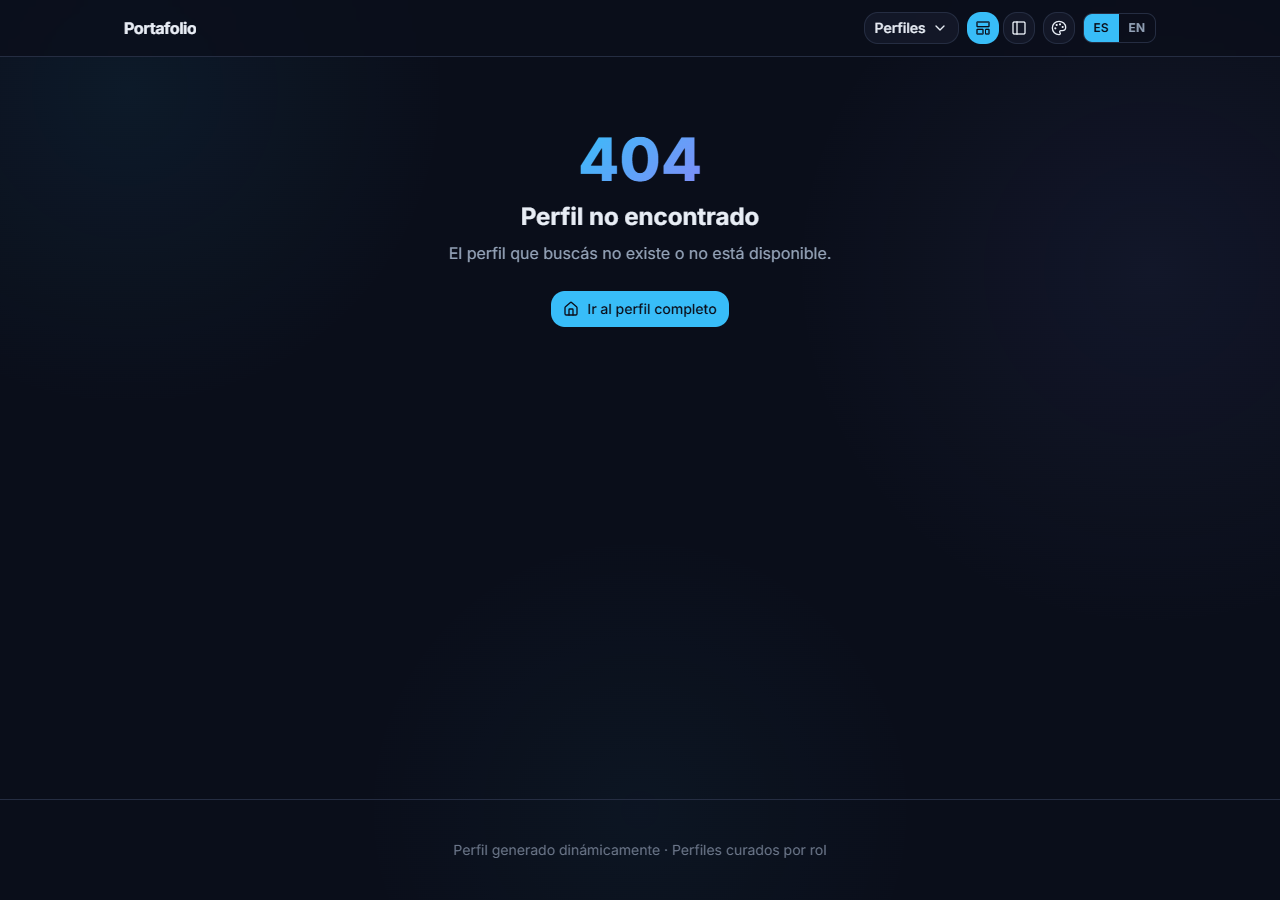 Portafolio
Perfiles
ES EN
404
Perfil no encontrado
El perfil que buscás no existe o no está disponible.
Ir al perfil completo
Perfil generado dinámicamente · Perfiles curados por rol